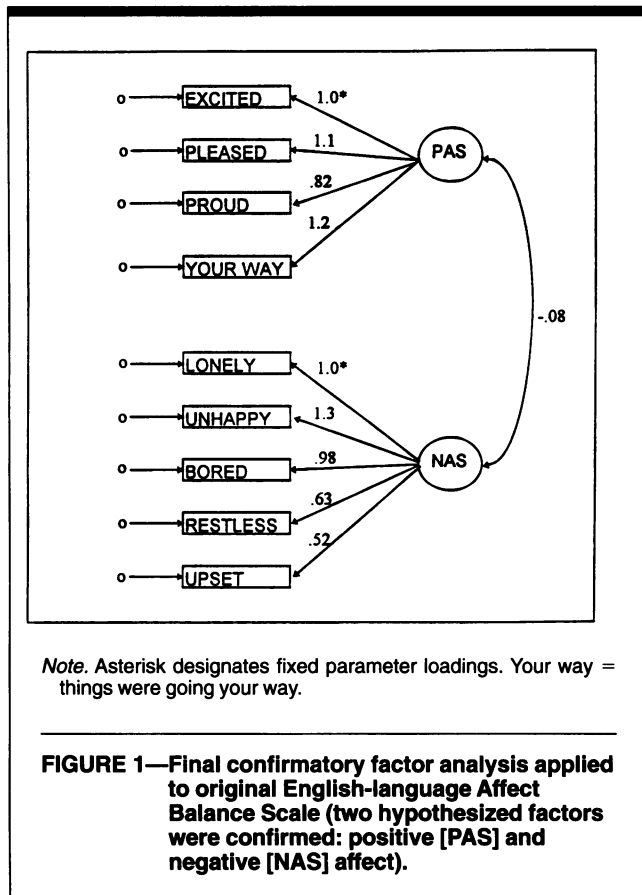 o EXCITED 1.0*
o PLEASED 1.1 PAS
o PROUD .82
1.2
o YOUR WAY
-.08
o LONELY 1.0*
o UNHAPPY 1.3
o BORED .98 NAS
o RESTLESS .63
.52
o UPSET
Note. Asterisk designates fixed parameter loadings. Your way =
things were going your way.
FIGURE 1—Final confirmatory factor analysis applied
to original English-language Affect
Balance Scale (two hypothesized factors
were confirmed: positive [PAS] and
negative [NAS] affect).